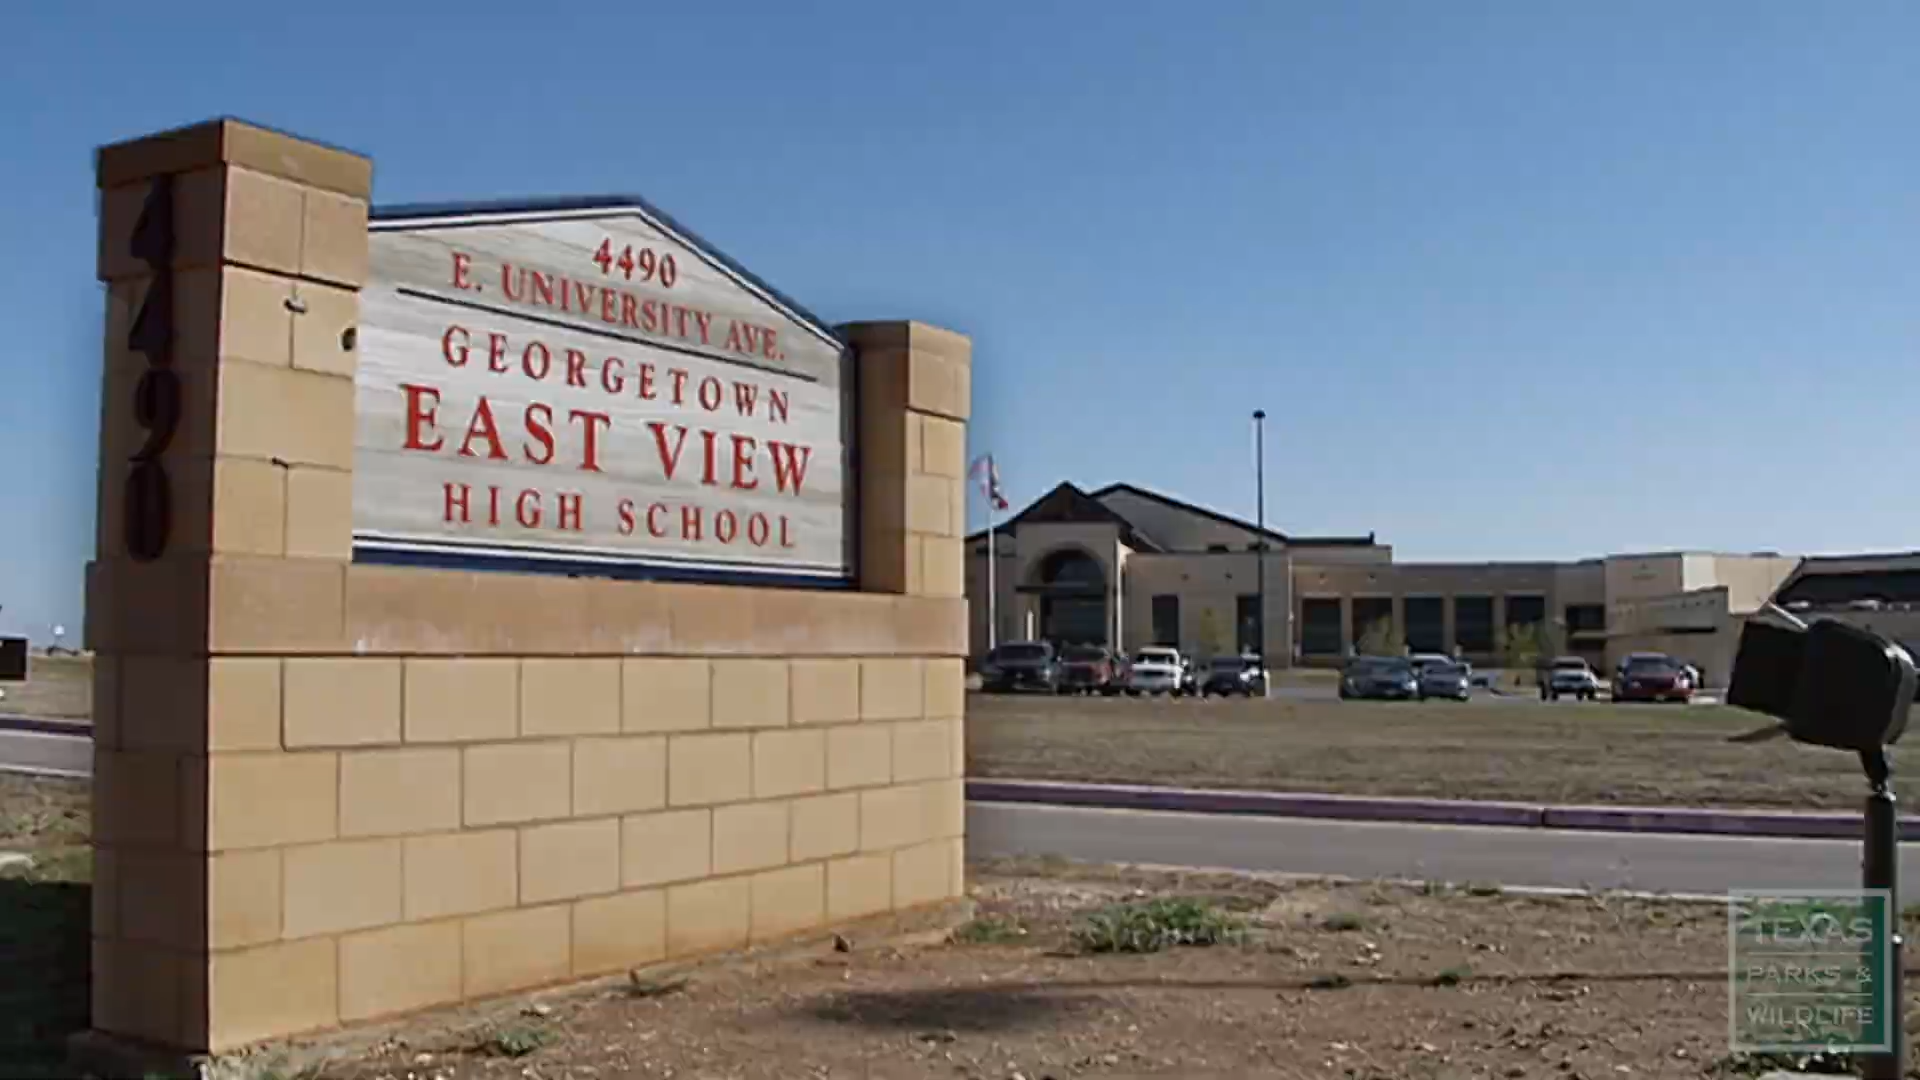 4490
4490
E. UNIVERSITY AVE.
GEORGETOWN
EAST VIEW
HIGH SCHOOL
TEXAS
PARKS &
WILDLIFE